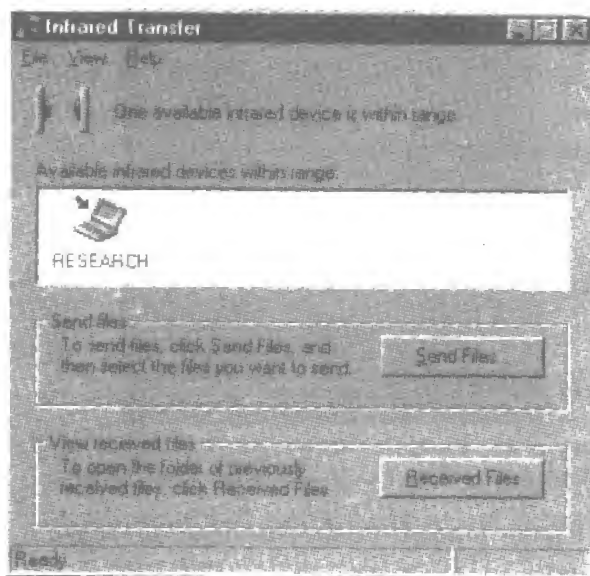 Infrared Transfer
File View Help
One available infrared device is within range.
Available infrared devices within range:
RESEARCH
Send files
To send files, click Send Files, and
then select the files you want to send.
Send Files...
View received files
To open the folder of previously
received files, click Received Files
Received Files
Ready